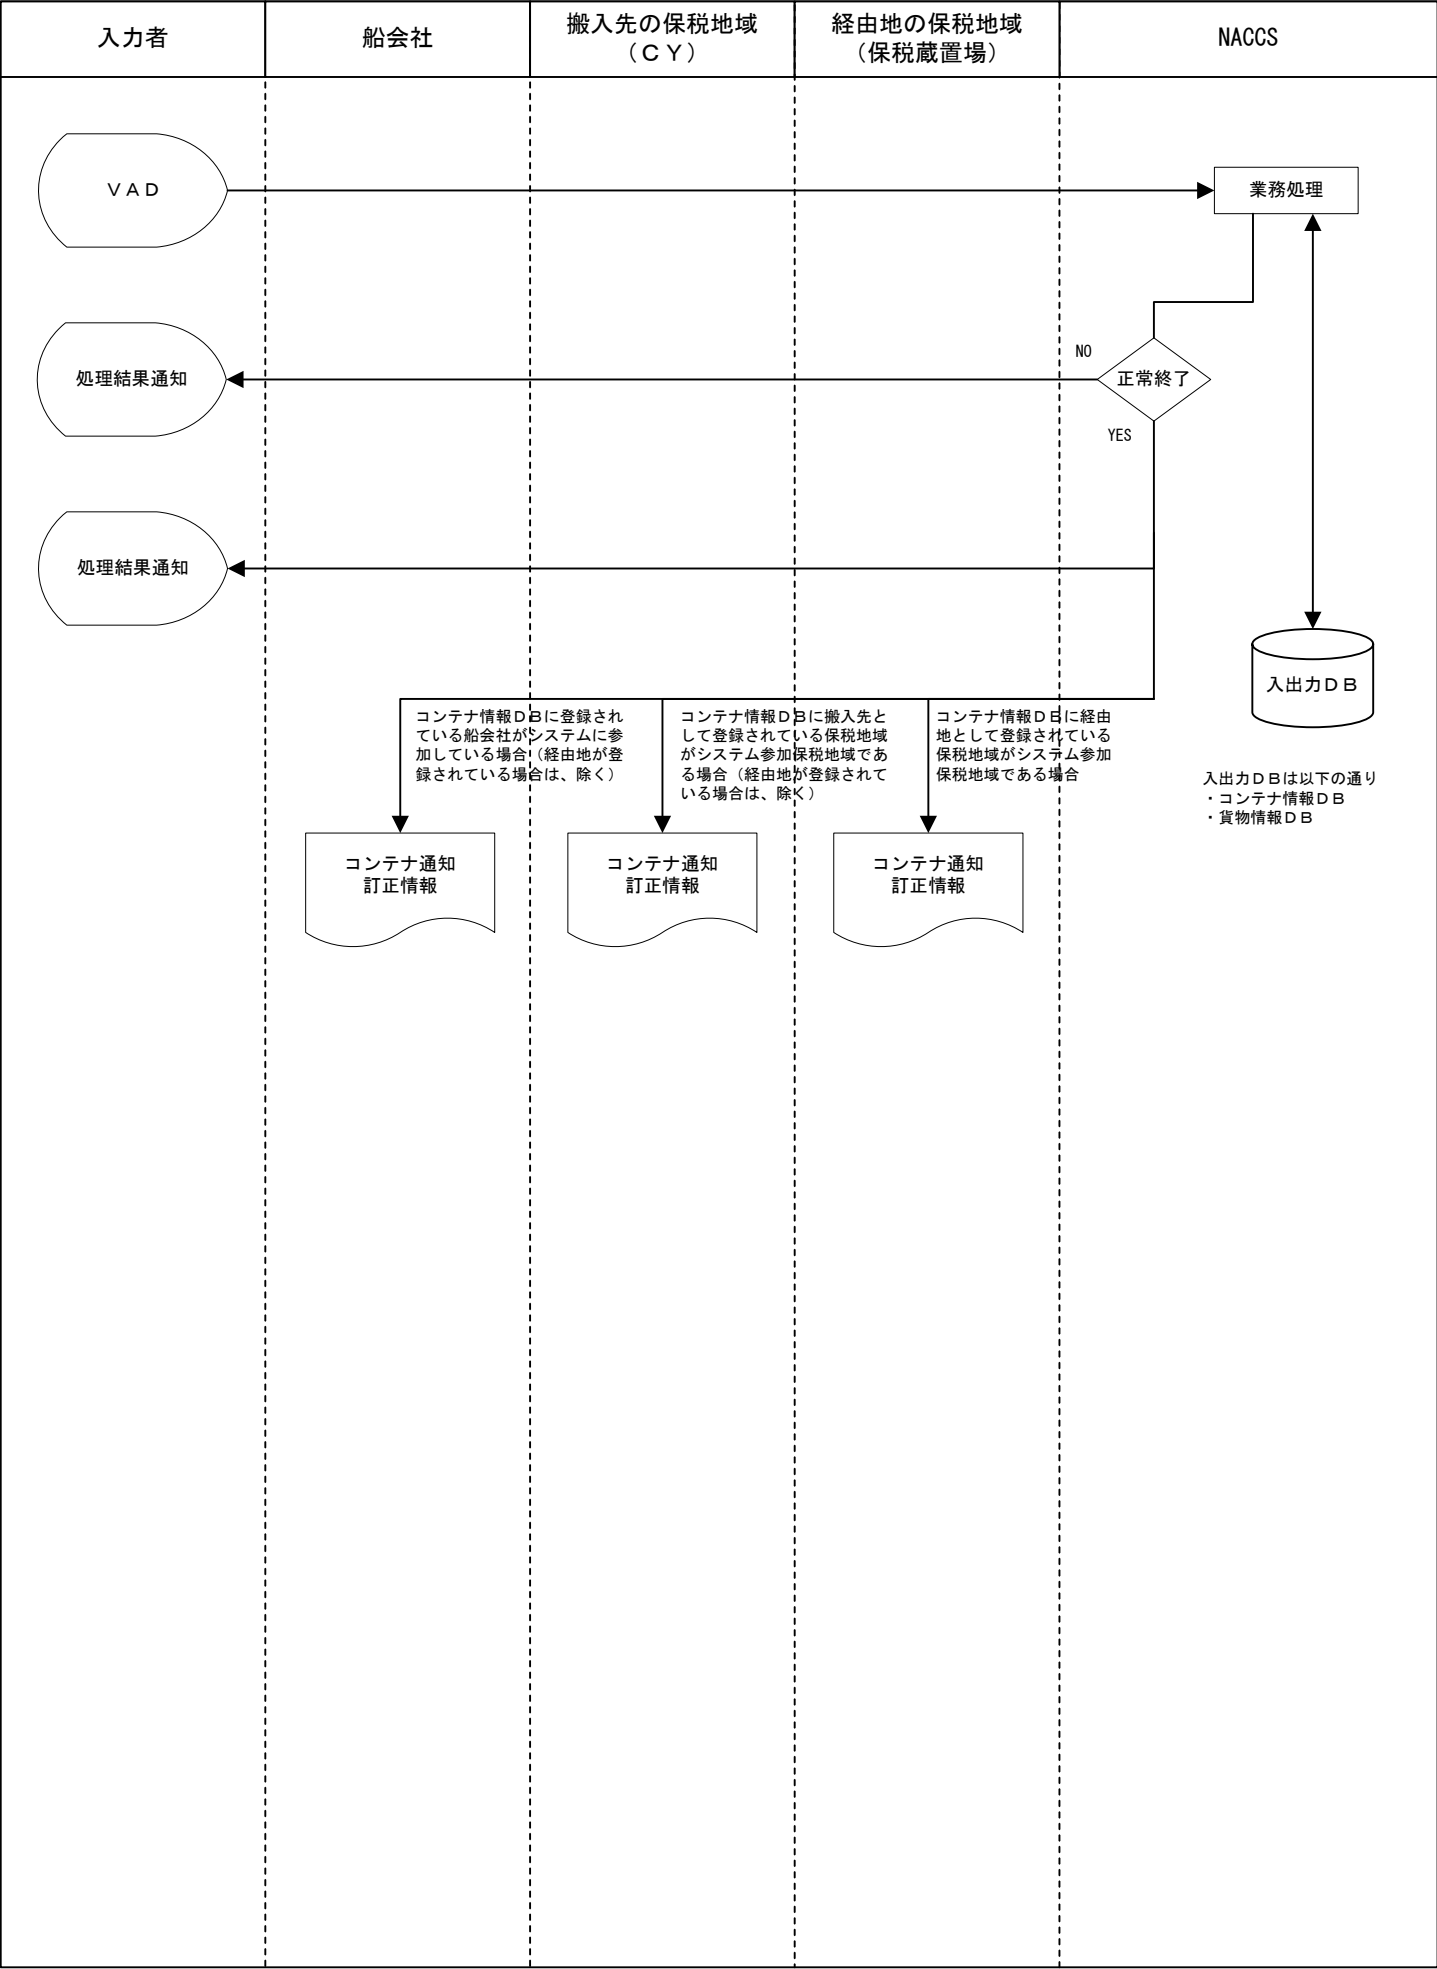 入力者
船会社
搬入先の保税地域
（ＣＹ）
経由地の保税地域
（保税蔵置場）
NACCS
ＶＡＤ
業務処理
NO
処理結果通知
正常終了
YES
処理結果通知
入出力ＤＢ
コンテナ情報ＤＢに登録され
ている船会社がシステムに参
加している場合（経由地が登
録されている場合は、除く）
コンテナ情報ＤＢに搬入先と
して登録されている保税地域
がシステム参加保税地域であ
る場合（経由地が登録されて
いる場合は、除く）
コンテナ情報ＤＢに経由
地として登録されている
保税地域がシステム参加
保税地域である場合
入出力ＤＢは以下の通り
・コンテナ情報ＤＢ
・貨物情報ＤＢ
コンテナ通知
訂正情報
コンテナ通知
訂正情報
コンテナ通知
訂正情報